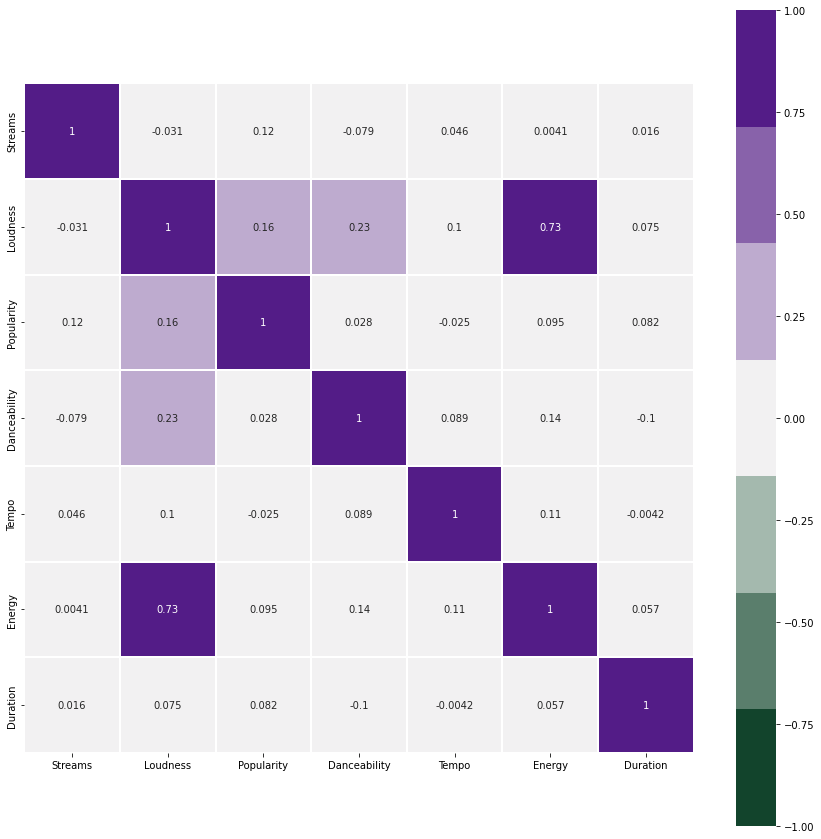 Streams 1 -0.031 0.12 -0.079 0.046 0.0041 0.016
Loudness -0.031 1 0.16 0.23 0.1 0.73 0.075
Popularity 0.12 0.16 1 0.028 -0.025 0.095 0.082
Danceability -0.079 0.23 0.028 1 0.089 0.14 -0.1
Tempo 0.046 0.1 -0.025 0.089 1 0.11 -0.0042
Energy 0.0041 0.73 0.095 0.14 0.11 1 0.057
Duration 0.016 0.075 0.082 -0.1 -0.0042 0.057 1
Streams Loudness Popularity Danceability Tempo Energy Duration
1.00
0.75
0.50
0.25
0.00
−0.25
−0.50
−0.75
−1.00